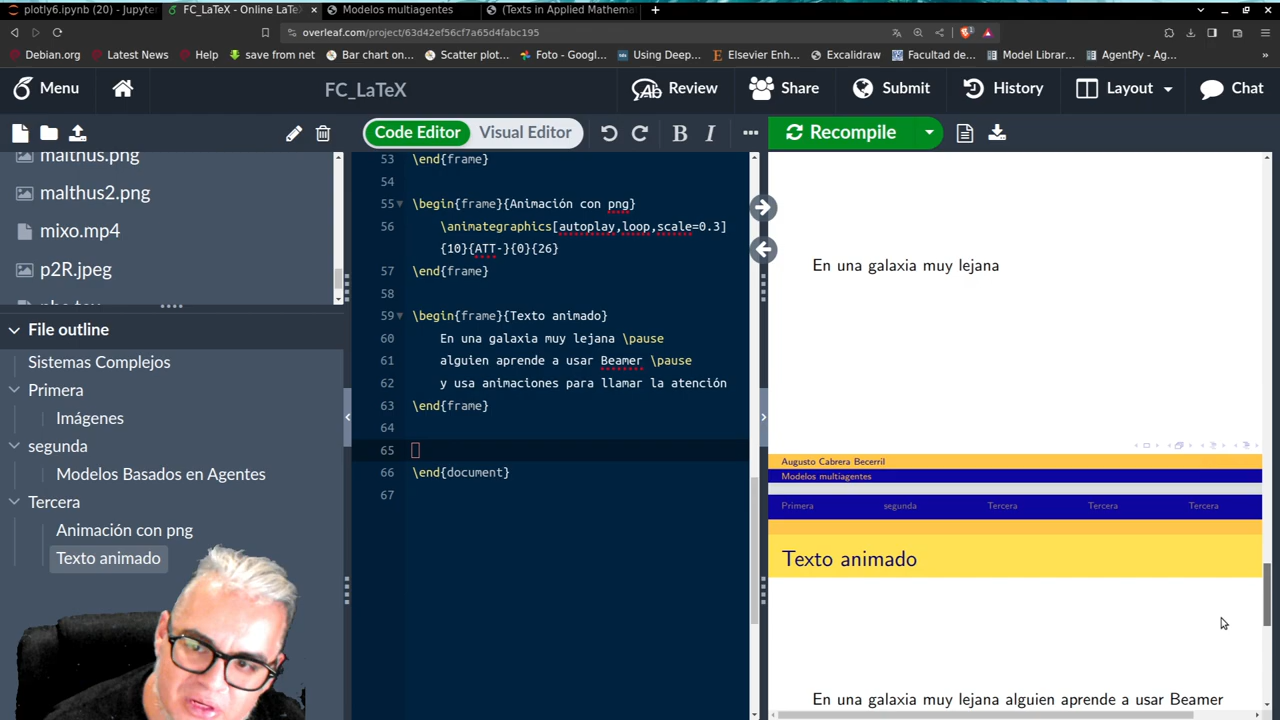 plotly6.ipynb (20) - Jupyter
FC_LaTeX - Online LaTe
Modelos multiagentes
(Texts in Applied Mathema
overleaf.com/project/63d42ef56cf7a65d4fabc195
Debian.org
Latest News
Help
save from net
Bar chart on...
Scatter plot...
Foto - Googl...
Using Deep...
Elsevier Enh...
Excalidraw
Facultad de...
Model Library...
AgentPy - Ag...
Menu
FC_LaTeX
Review
Share
Submit
History
Layout
Chat
Code Editor
Visual Editor
B
I
Recompile
malthus.png
malthus2.png
mixo.mp4
p2R.jpeg
File outline
Sistemas Complejos
Primera
Imágenes
segunda
Modelos Basados en Agentes
Tercera
Animación con png
Texto animado
53 \end{frame}
54
55 \begin{frame}{Animación con png}
56 \animategraphics[autoplay,loop,scale=0.3]
{10}{ATT-}{0}{26}
57 \end{frame}
58
59 \begin{frame}{Texto animado}
60 En una galaxia muy lejana \pause
61 alguien aprende a usar Beamer \pause
62 y usa animaciones para llamar la atención
63 \end{frame}
64
65
66 \end{document}
67
En una galaxia muy lejana
Augusto Cabrera Becerril
Modelos multiagentes
Primera segunda Tercera Tercera Tercera
Texto animado
En una galaxia muy lejana alguien aprende a usar Beamer